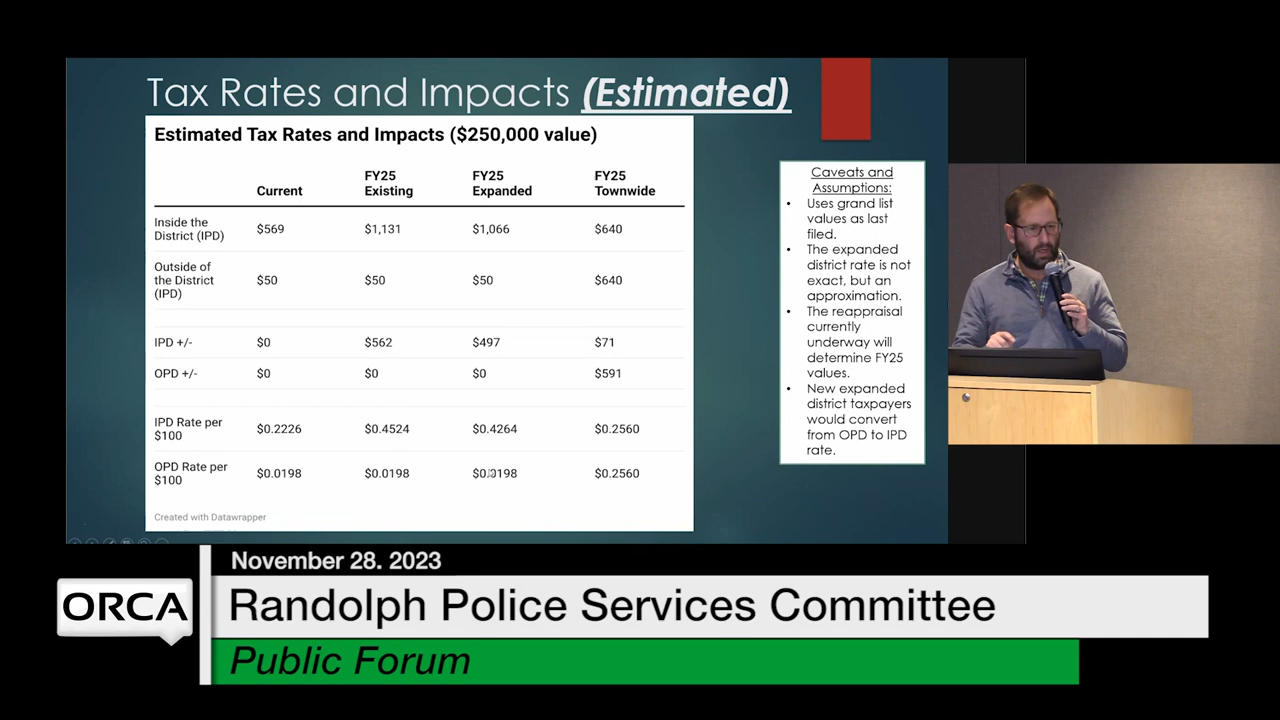 Tax Rates and Impacts (Estimated)
Estimated Tax Rates and Impacts ($250,000 value)
Current FY25 Existing FY25 Expanded FY25 Townwide
Inside the District (IPD) $569 $1,131 $1,066 $640
Outside of the District (IPD) $50 $50 $50 $640
IPD +/- $0 $562 $497 $71
OPD +/- $0 $0 $0 $591
IPD Rate per $100 $0.2226 $0.4524 $0.4264 $0.2560
OPD Rate per $100 $0.0198 $0.0198 $0.0198 $0.2560
Created with Datawrapper
Caveats and
Assumptions:
• Uses grand list
values as last
filed.
• The expanded
district rate is not
exact, but an
approximation.
• The reappraisal
currently
underway will
determine FY25
values.
• New expanded
district taxpayers
would convert
from OPD to IPD
rate.
November 28. 2023
ORCA
Randolph Police Services Committee
Public Forum